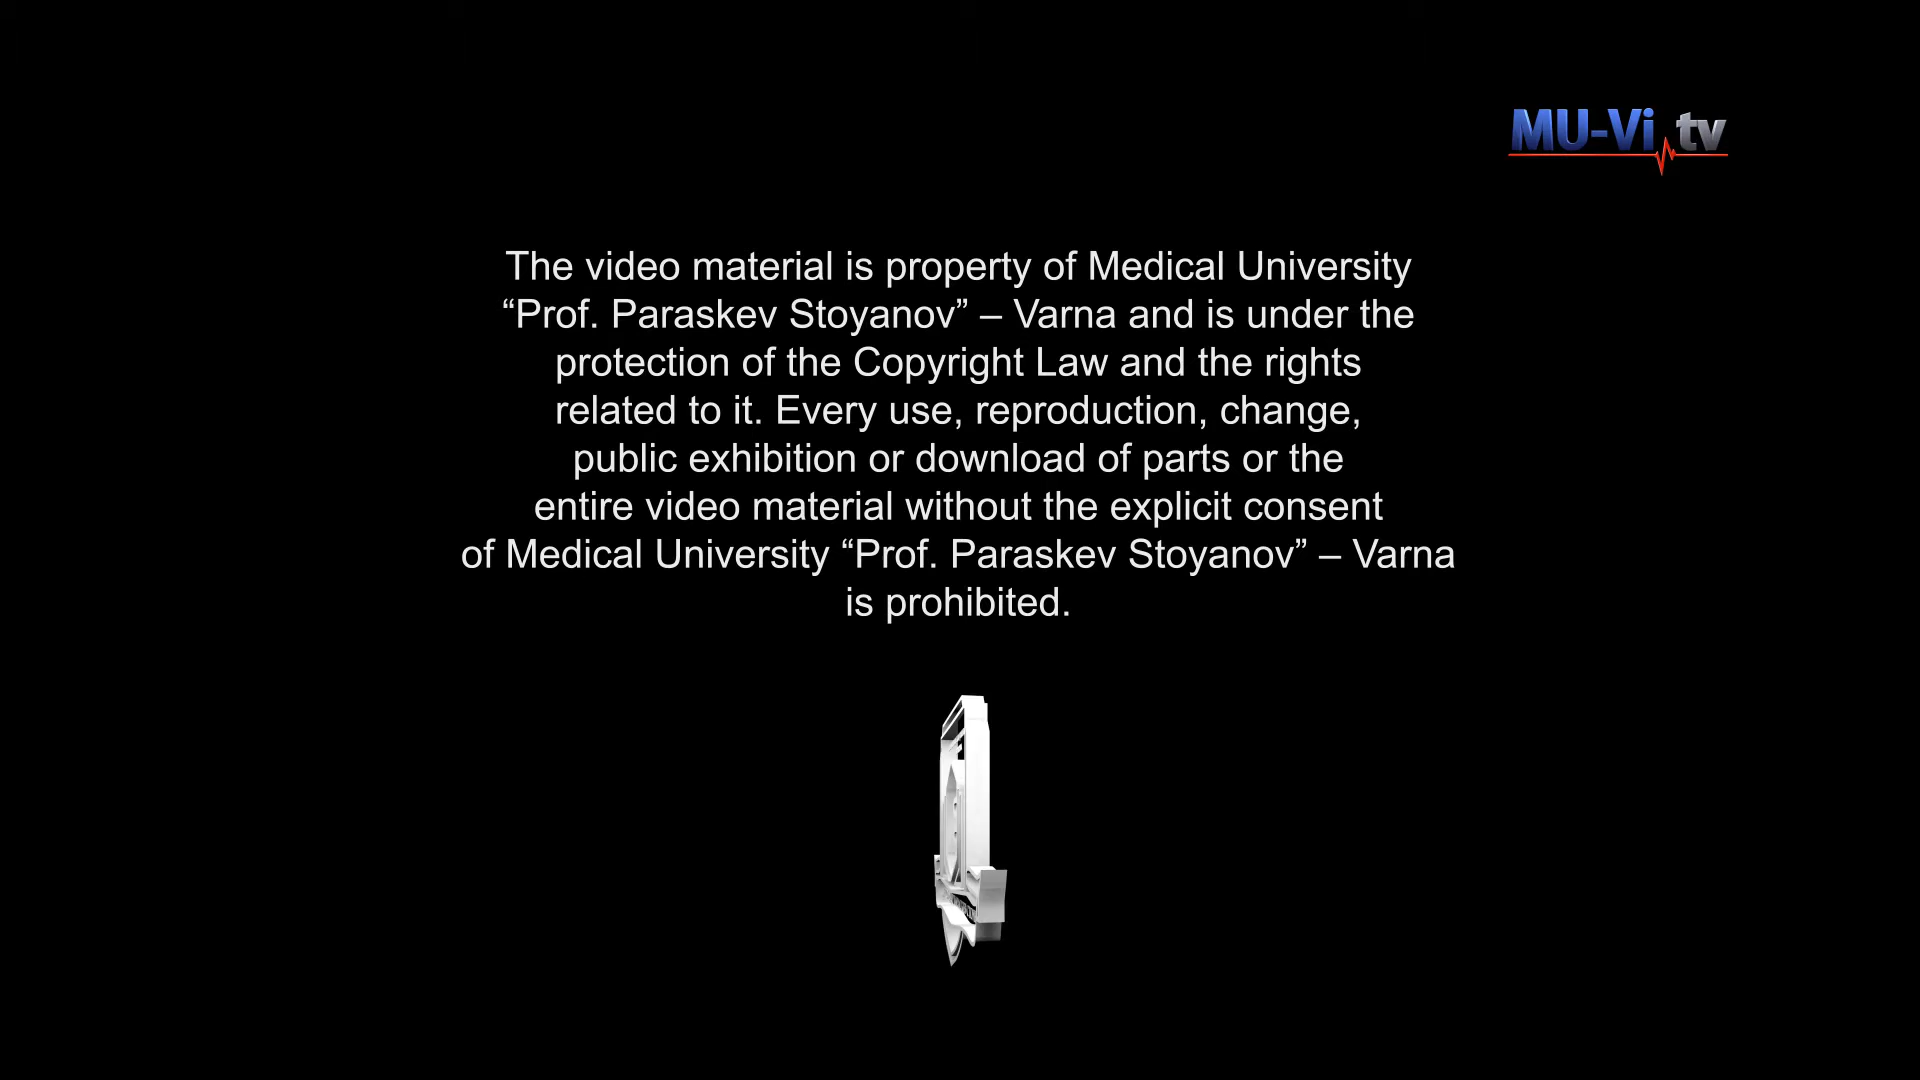 MU-Vi tv
The video material is property of Medical University
“Prof. Paraskev Stoyanov” – Varna and is under the
protection of the Copyright Law and the rights
related to it. Every use, reproduction, change,
public exhibition or download of parts or the
entire video material without the explicit consent
of Medical University “Prof. Paraskev Stoyanov” – Varna
is prohibited.